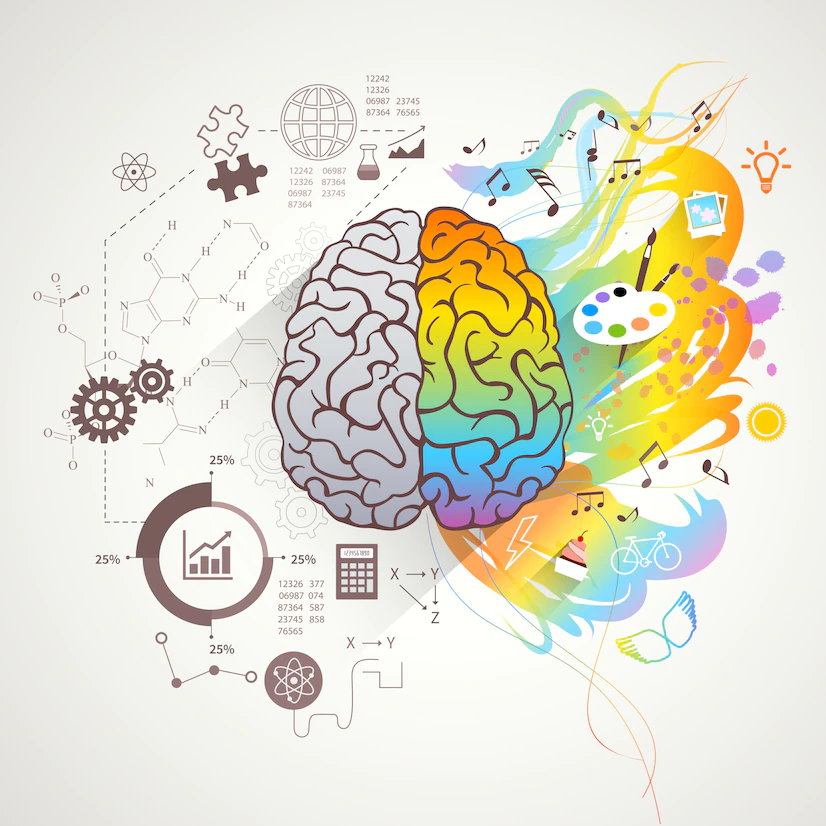 12242
12326
06987 23745
87364 76565
12242 06987
12326 87364
06987 23745
87364
H
N
O
H
O
N
H
H
O
P
O
O
N
N
N
N
H
N
O
O
H
O
N
H
H
N
O
P
O
O
N
25%
25%
25%
25%
1234567890
X → Y
Z
12326 377
06987 074
87364 587
23745 858
76565
X → Y